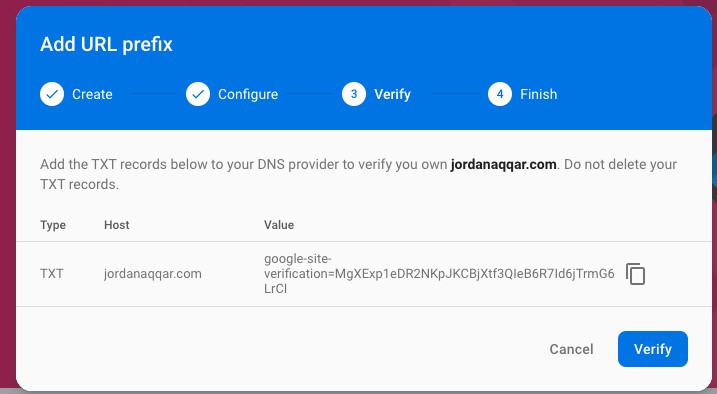 Add URL prefix
Create
Configure
3 Verify
4 Finish
Add the TXT records below to your DNS provider to verify you own jordanaqqar.com. Do not delete your
TXT records.
Type Host Value
google-site-
TXT jordanaqqar.com verification=MgXExp1eDR2NKpJKCBjXtf3QIeB6R7Id6jTrmG6
LrCI
Cancel Verify